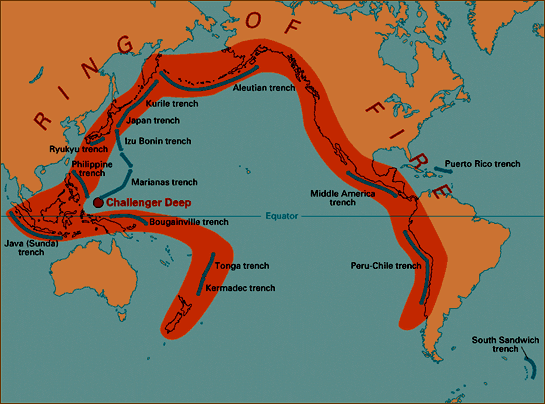 RING OF FIRE
Aleutian trench
Kurile trench
Japan trench
Izu Bonin trench
Ryukyu trench
Philippine
trench
Marianas trench
Challenger Deep
Bougainville trench
Equator
Java (Sunda)
trench
Tonga trench
Kermadec trench
Puerto Rico trench
Middle America
trench
Peru-Chile trench
South Sandwich
trench